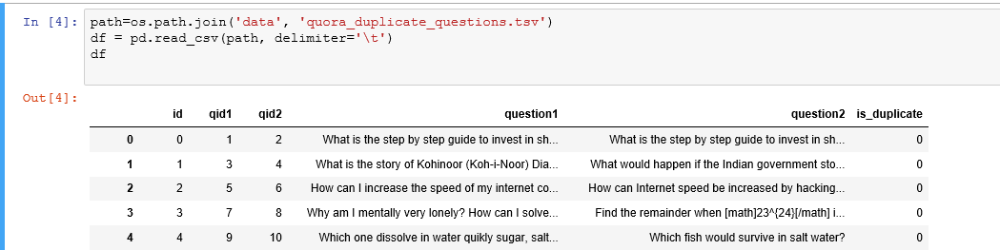 In [4]: path=os.path.join('data', 'quora_duplicate_questions.tsv')
df = pd.read_csv(path, delimiter='\t')
df
Out[4]:
id qid1 qid2 question1 question2 is_duplicate
0 0 1 2 What is the step by step guide to invest in sh... What is the step by step guide to invest in sh... 0
1 1 3 4 What is the story of Kohinoor (Koh-i-Noor) Dia... What would happen if the Indian government sto... 0
2 2 5 6 How can I increase the speed of my internet co... How can Internet speed be increased by hacking... 0
3 3 7 8 Why am I mentally very lonely? How can I solve... Find the remainder when [math]23^{24}[/math] i... 0
4 4 9 10 Which one dissolve in water quikly sugar, salt... Which fish would survive in salt water? 0